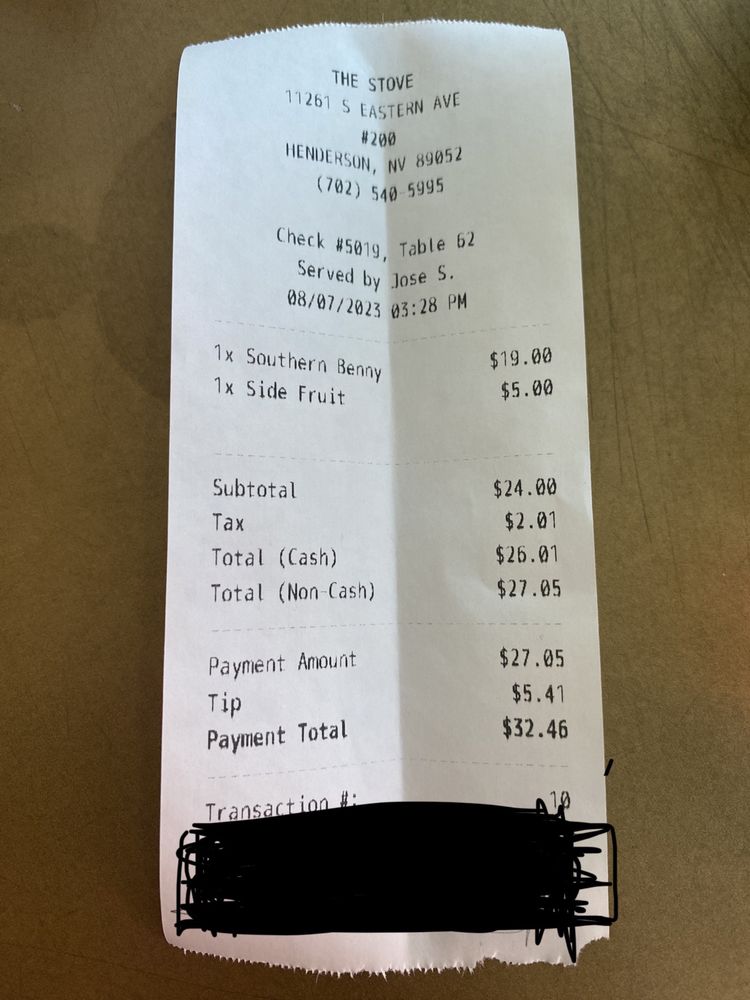 THE STOVE
11261 S EASTERN AVE
#200
HENDERSON, NV 89052
(702) 540-5995
Check #5019, Table 62
Served by Jose S.
08/07/2023 03:28 PM
1x Southern Benny $19.00
1x Side Fruit $5.00
Subtotal $24.00
Tax $2.01
Total (Cash) $26.01
Total (Non-Cash) $27.05
Payment Amount $27.05
Tip $5.41
Payment Total $32.46
Transaction #: 10